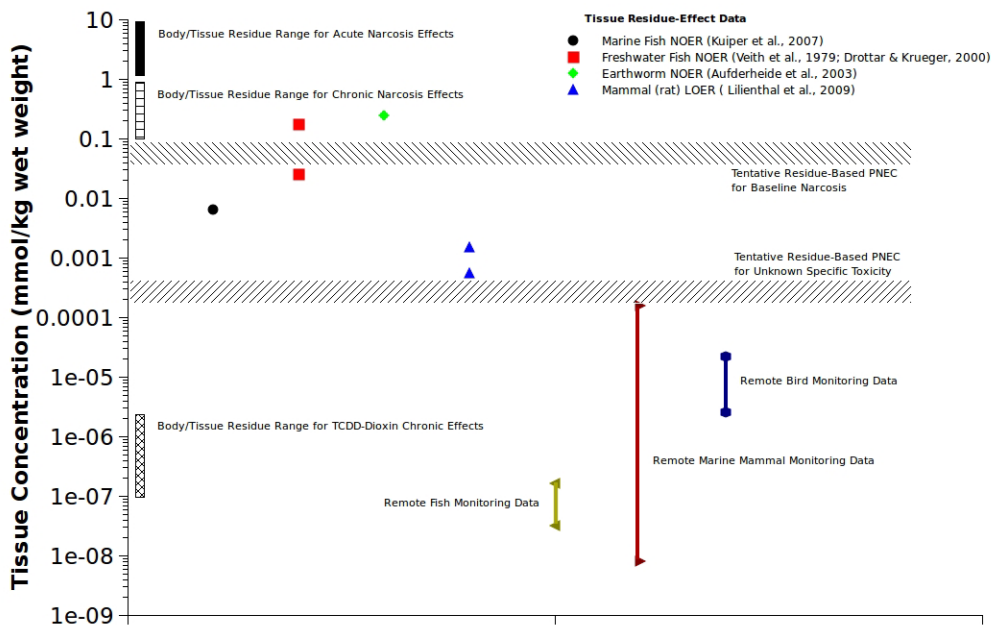 Tissue Concentration (mmol/kg wet weight)
10
1
0.1
0.01
0.001
0.0001
1e-05
1e-06
1e-07
1e-08
1e-09
Tissue Residue-Effect Data
Marine Fish NOER (Kuiper et al., 2007)
Freshwater Fish NOER (Veith et al., 1979; Drottar & Krueger, 2000)
Earthworm NOER (Aufderheide et al., 2003)
Mammal (rat) LOER ( Lilienthal et al., 2009)
Body/Tissue Residue Range for Acute Narcosis Effects
Body/Tissue Residue Range for Chronic Narcosis Effects
Tentative Residue-Based PNEC
for Baseline Narcosis
Tentative Residue-Based PNEC
for Unknown Specific Toxicity
Remote Bird Monitoring Data
Body/Tissue Residue Range for TCDD-Dioxin Chronic Effects
Remote Marine Mammal Monitoring Data
Remote Fish Monitoring Data